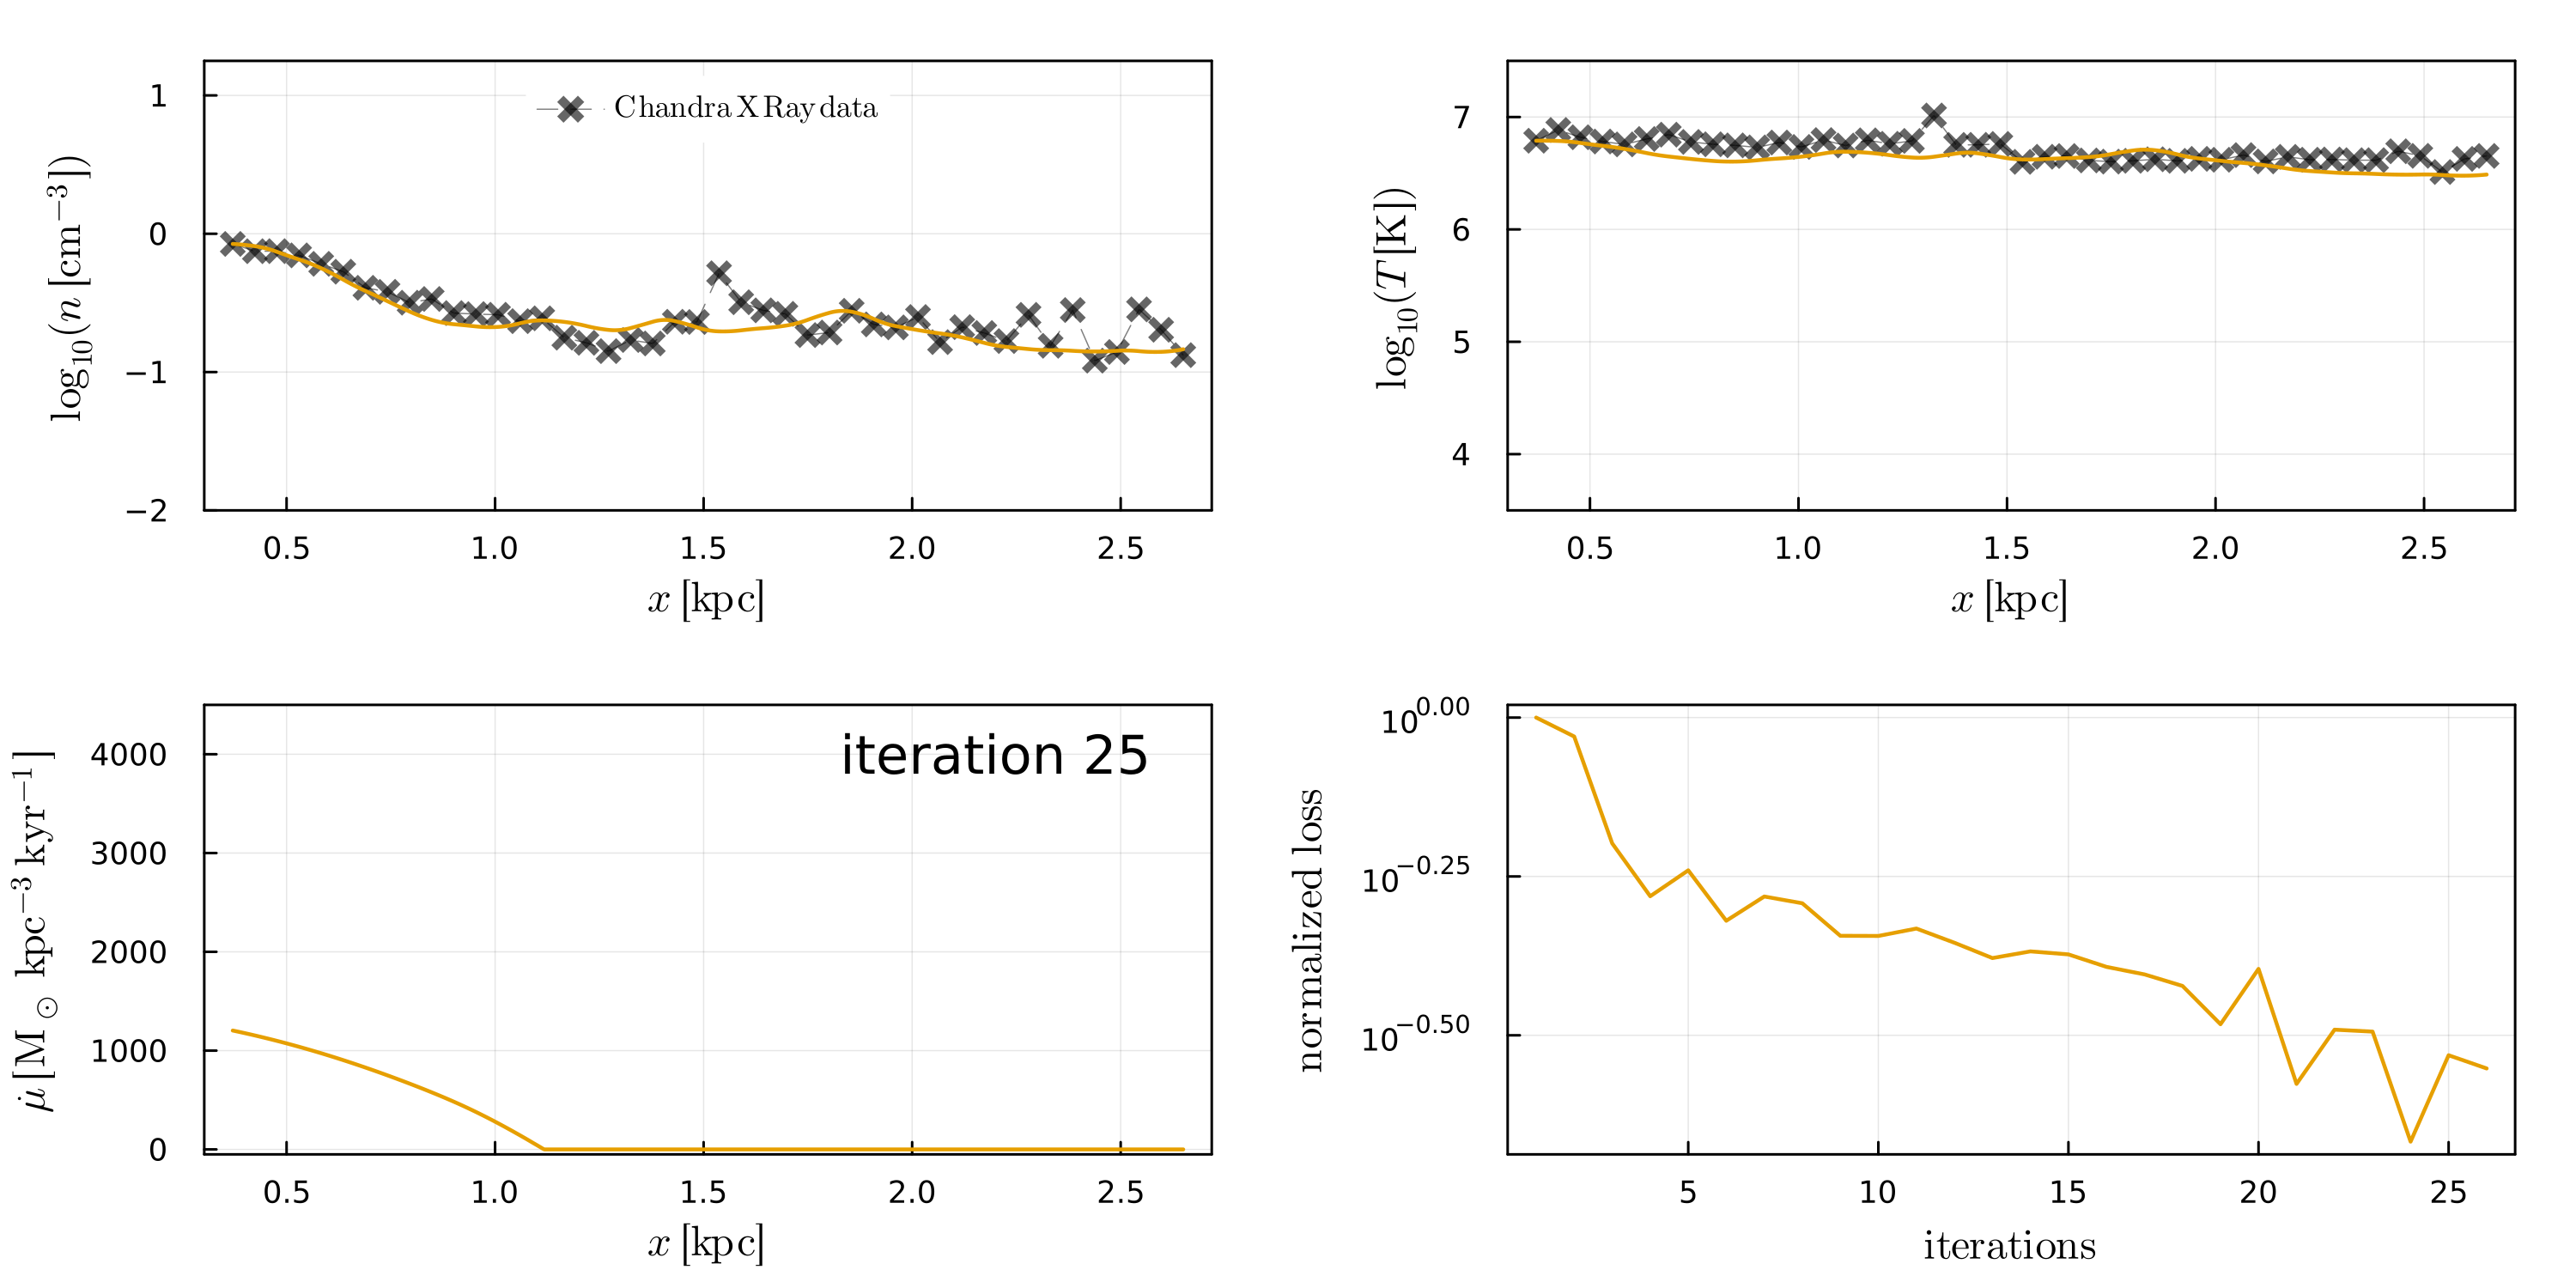 log₁₀(n [cm⁻³])
1
0
−1
−2
Chandra X Ray data
0.5 1.0 1.5 2.0 2.5
x [kpc]
log₁₀(T [K])
7
6
5
4
0.5 1.0 1.5 2.0 2.5
x [kpc]
μ̇ [M⊙ kpc⁻³ kyr⁻¹]
4000
3000
2000
1000
0
iteration 25
0.5 1.0 1.5 2.0 2.5
x [kpc]
normalized loss
10⁰·⁰⁰
10⁻⁰·²⁵
10⁻⁰·⁵⁰
5 10 15 20 25
iterations